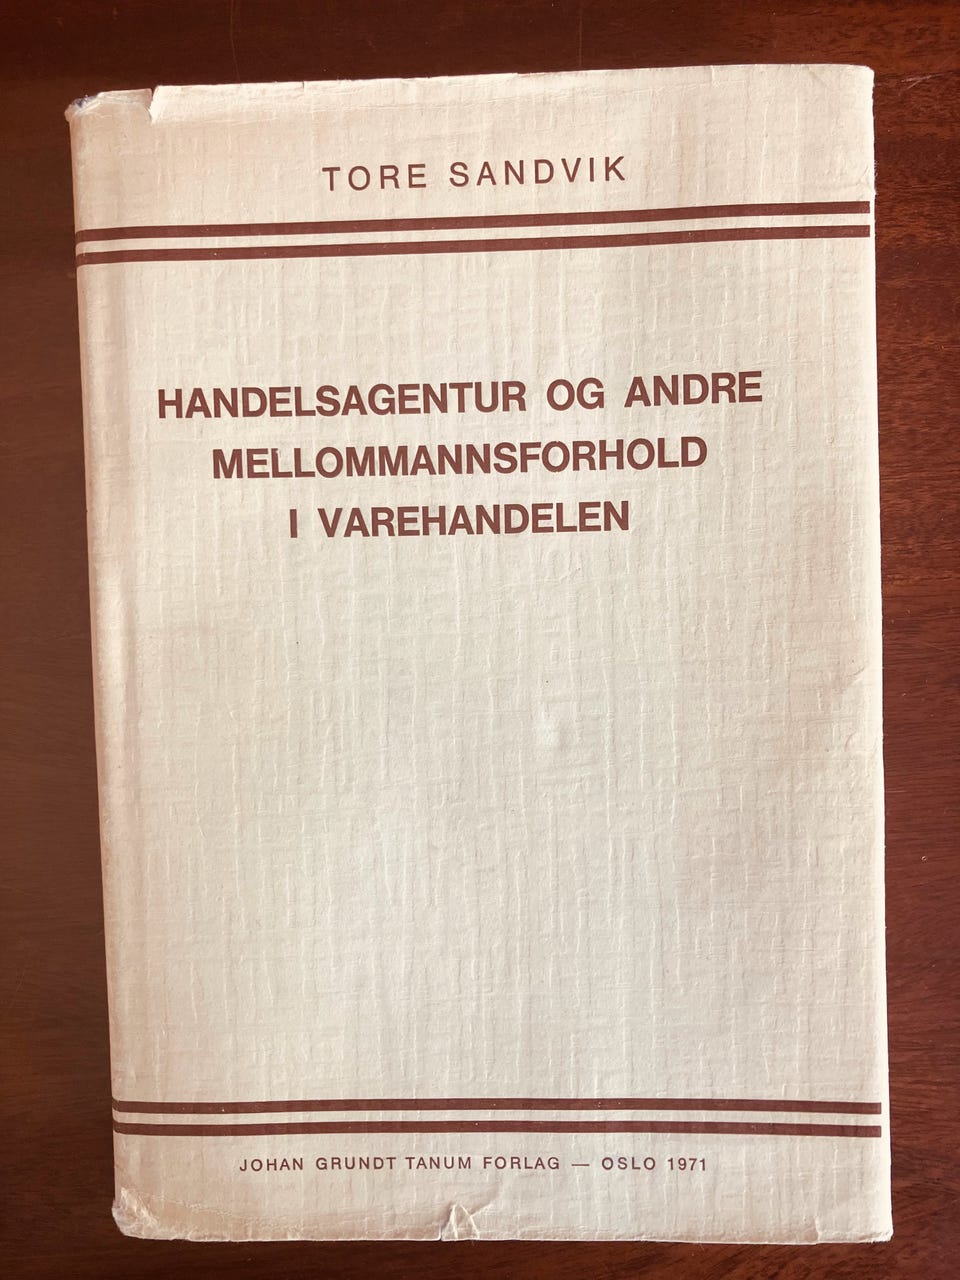 TORE SANDVIK
HANDELSAGENTUR OG ANDRE
MELLOMMANNSFORHOLD
I VAREHANDELEN
JOHAN GRUNDT TANUM FORLAG — OSLO 1971